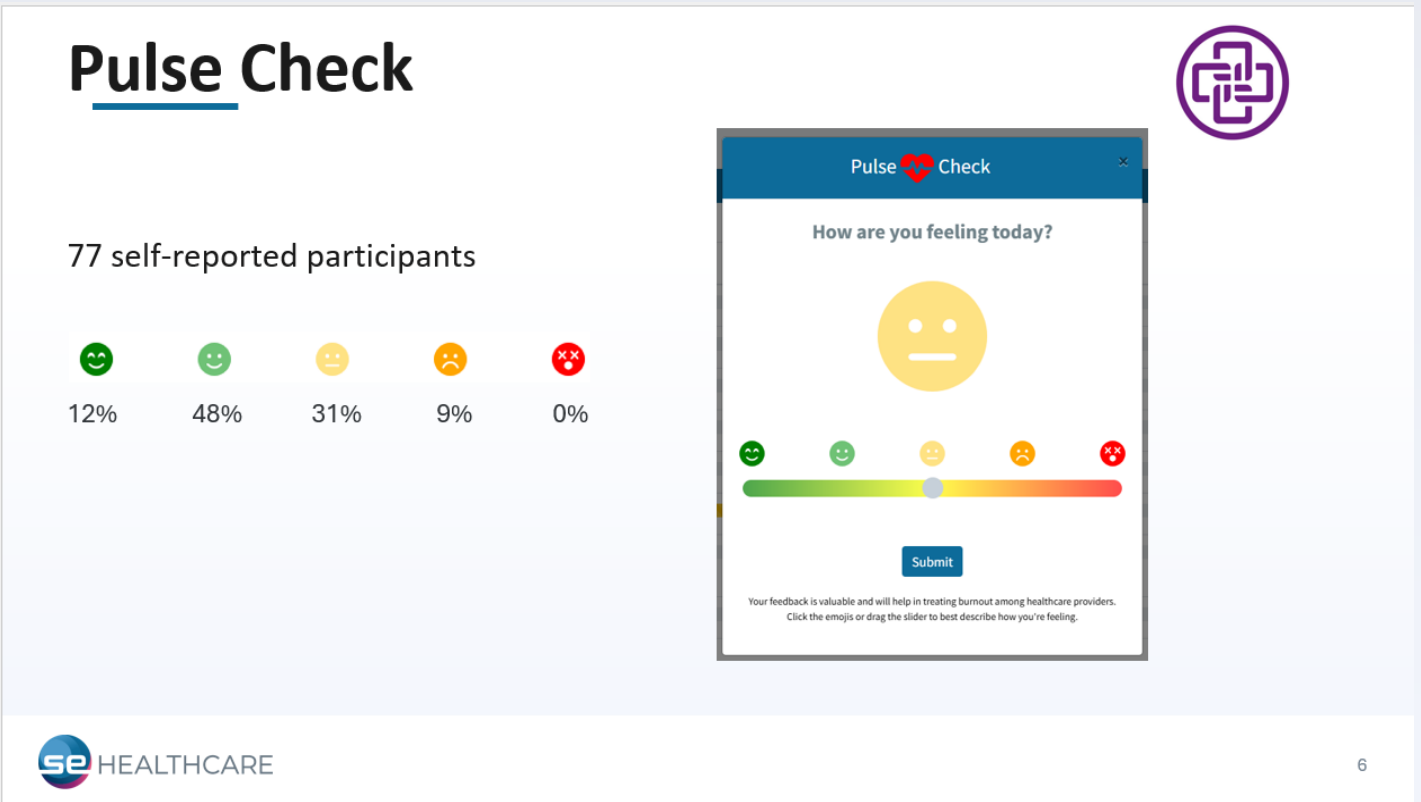 Pulse Check
77 self-reported participants
12% 48% 31% 9% 0%
Pulse Check ×
How are you feeling today?
Submit
Your feedback is valuable and will help in treating burnout among healthcare providers.
Click the emojis or drag the slider to best describe how you're feeling.
se HEALTHCARE
6